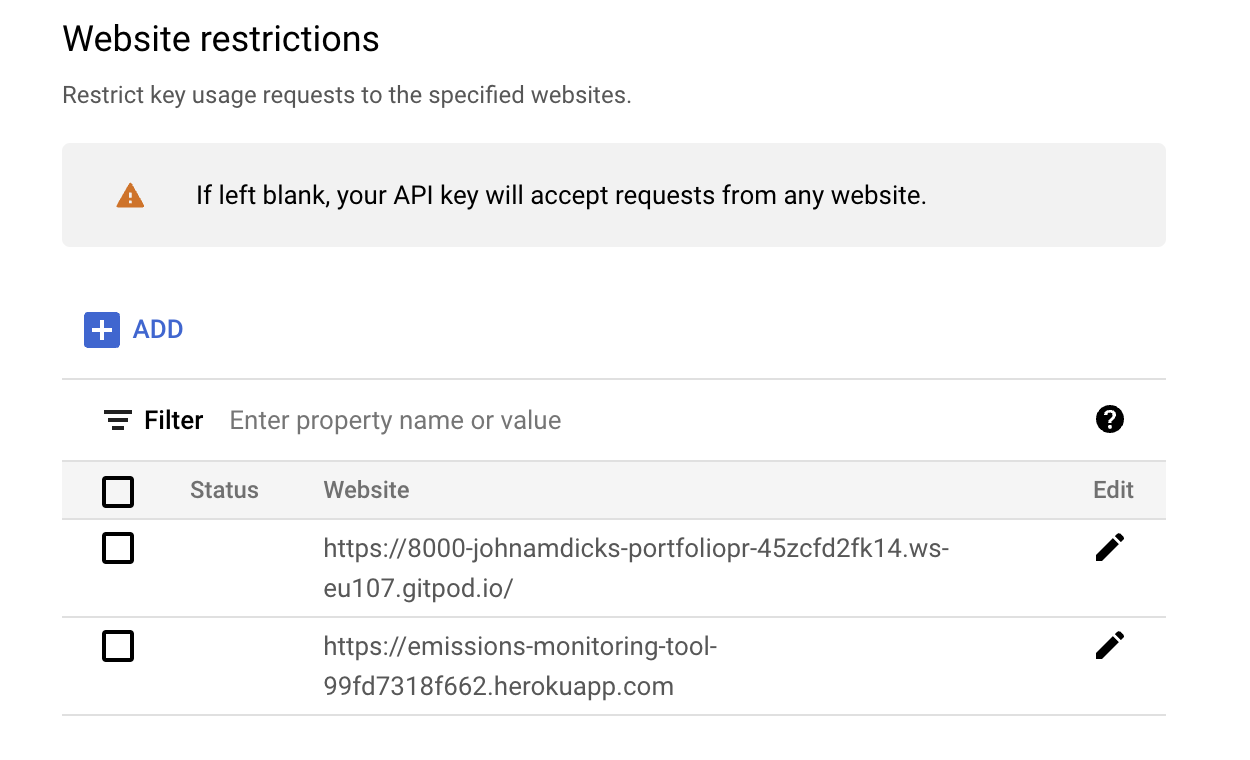 Website restrictions
Restrict key usage requests to the specified websites.
If left blank, your API key will accept requests from any website.
ADD
Filter Enter property name or value
Status Website Edit
https://8000-johnamdicks-portfoliopr-45zcfd2fk14.ws-
eu107.gitpod.io/
https://emissions-monitoring-tool-
99fd7318f662.herokuapp.com